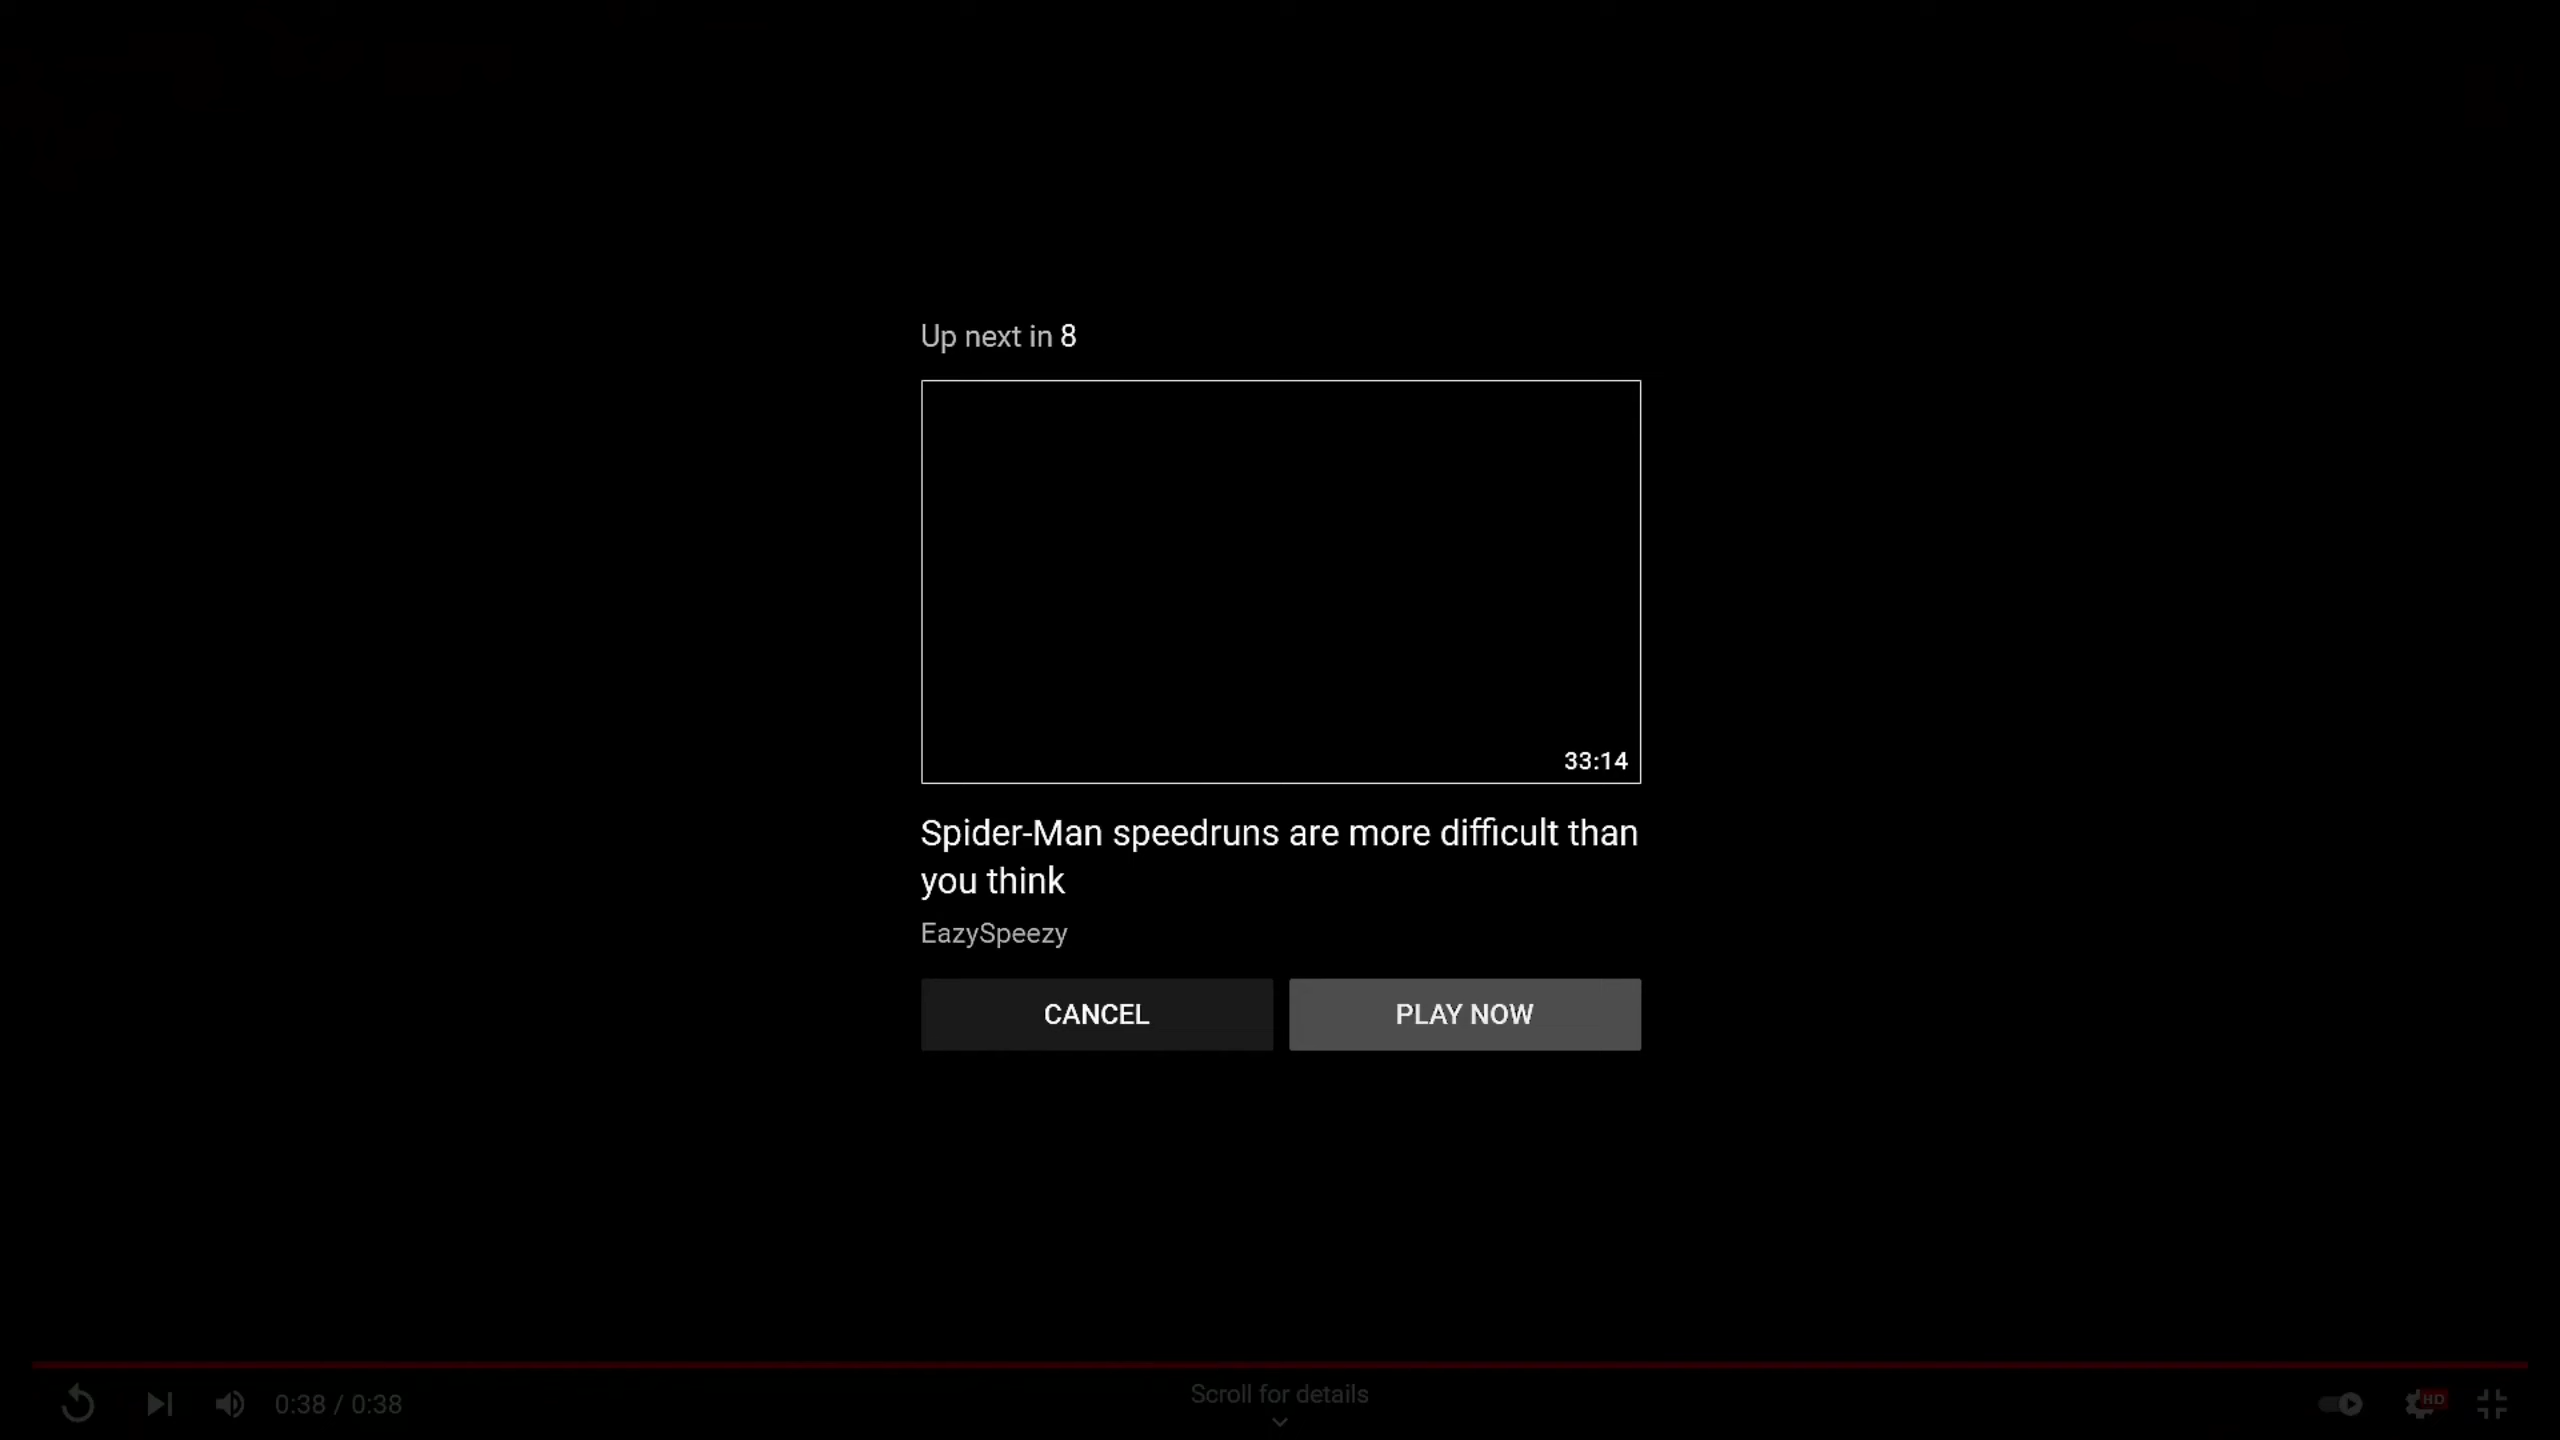 Up next in 8
33:14
Spider-Man speedruns are more difficult than
you think
EazySpeezy
CANCEL
PLAY NOW
0:38 / 0:38
Scroll for details
HD